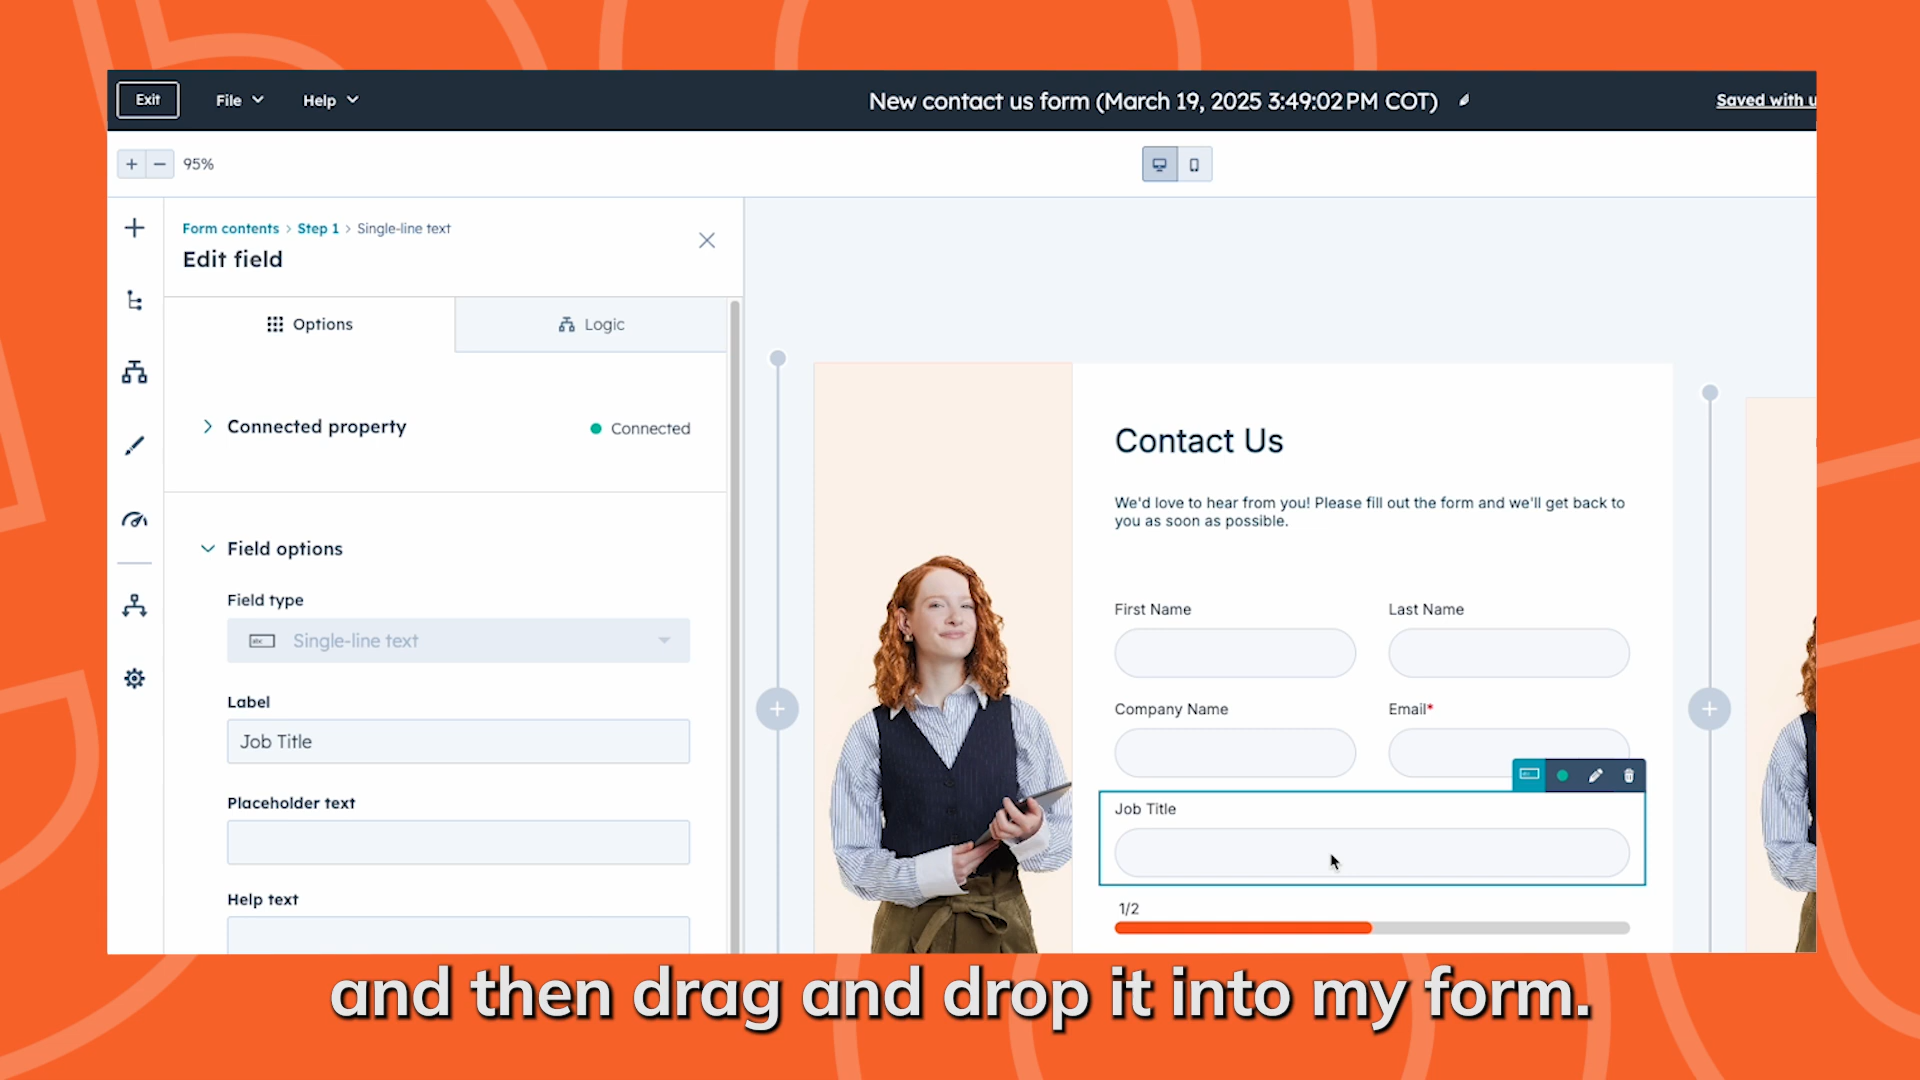 Exit
File
Help
New contact us form (March 19, 2025 3:49:02 PM COT)
Saved with u
+ − 95%
Form contents > Step 1 > Single-line text
Edit field
Options
Logic
Connected property
Connected
Field options
Field type
Single-line text
Label
Job Title
Placeholder text
Help text
Contact Us
We'd love to hear from you! Please fill out the form and we'll get back to
you as soon as possible.
First Name
Last Name
Company Name
Email*
Job Title
1/2
and then drag and drop it into my form.